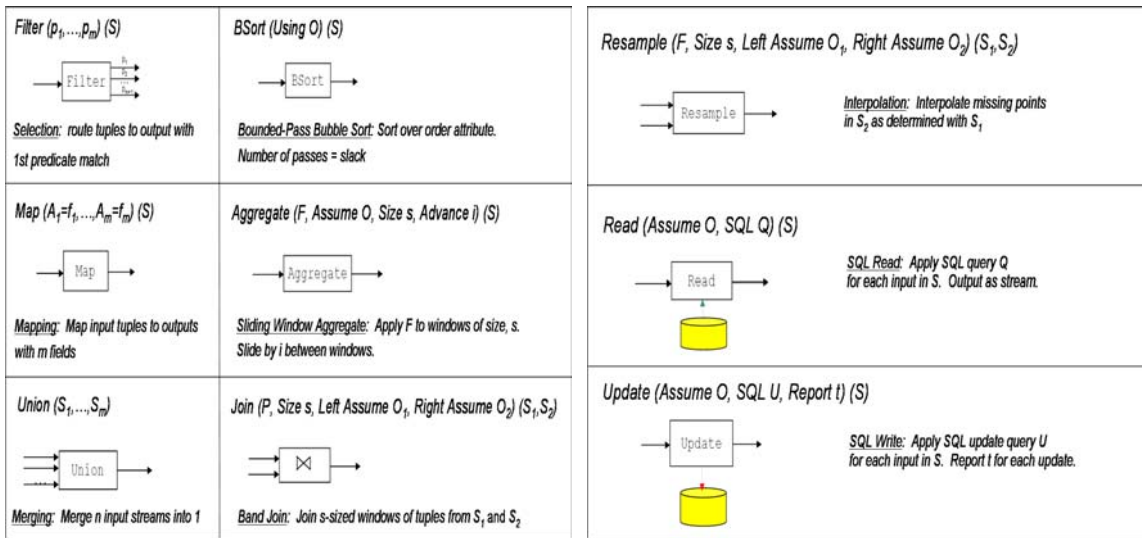 Filter (p1,...,pm) (S)
p1
p2
...
Filter
Selection: route tuples to output with
1st predicate match
BSort (Using O) (S)
BSort
Bounded-Pass Bubble Sort: Sort over order attribute.
Number of passes = slack
Map (A1=f1,...,Am=fm) (S)
Map
Mapping: Map input tuples to outputs
with m fields
Aggregate (F, Assume O, Size s, Advance i) (S)
Aggregate
Sliding Window Aggregate: Apply F to windows of size, s.
Slide by i between windows.
Union (S1,...,Sm)
...
Union
Merging: Merge n input streams into 1
Join (P, Size s, Left Assume O1, Right Assume O2) (S1,S2)
⋈
Band Join: Join s-sized windows of tuples from S1 and S2
Resample (F, Size s, Left Assume O1, Right Assume O2) (S1,S2)
Resample
Interpolation: Interpolate missing points
in S2 as determined with S1
Read (Assume O, SQL Q) (S)
Read
SQL Read: Apply SQL query Q
for each input in S. Output as stream.
Update (Assume O, SQL U, Report t) (S)
Update
SQL Write: Apply SQL update query U
for each input in S. Report t for each update.